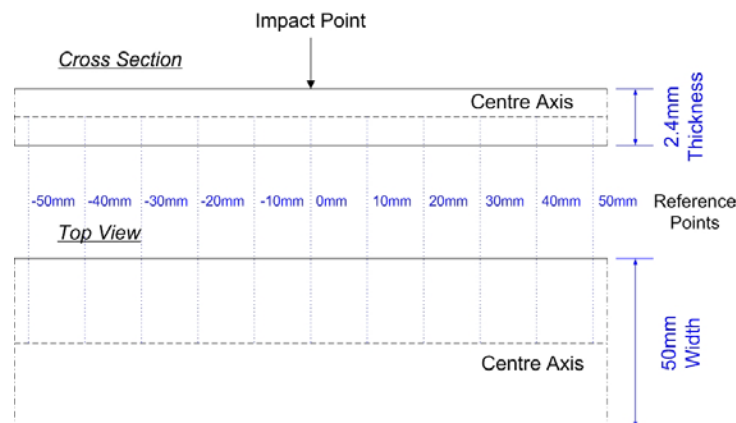 Impact Point
Cross Section
Centre Axis
2.4mm
Thickness
-50mm -40mm -30mm -20mm -10mm 0mm 10mm 20mm 30mm 40mm 50mm
Reference
Points
Top View
Centre Axis
50mm
Width